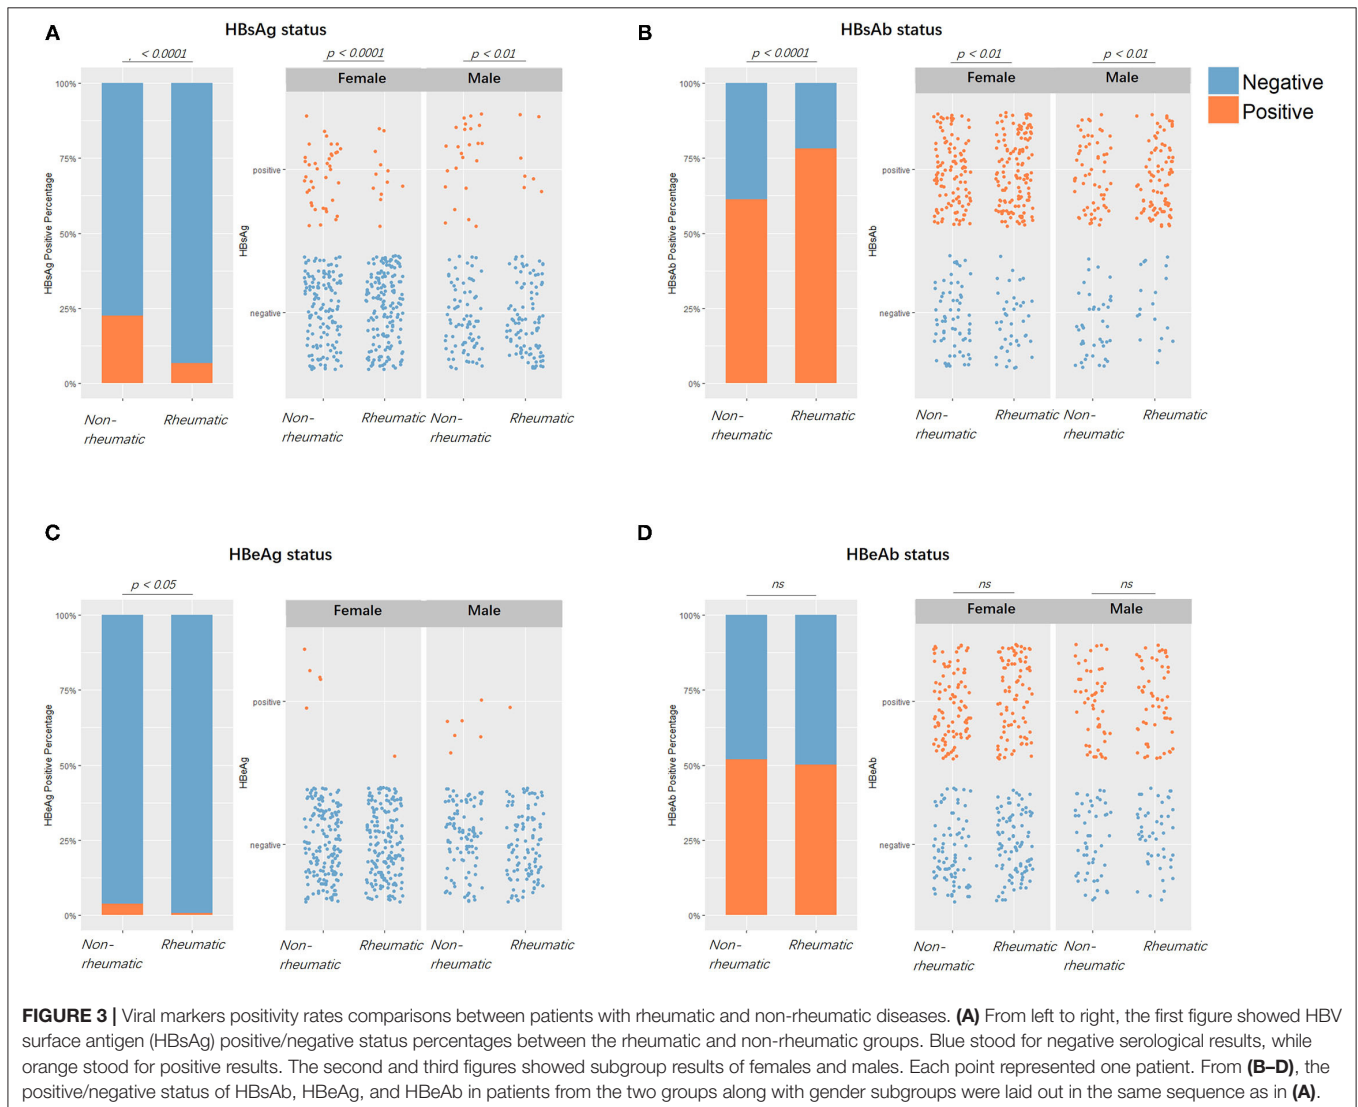 A
HBsAg status
, < 0.0001
p < 0.0001
p < 0.01
Female
Male
100%
75%
50%
25%
0%
HBsAg Positive Percentage
HBsAg
positive
negative
Non-
rheumatic
Rheumatic
Non-
rheumatic
Rheumatic
Non-
rheumatic
Rheumatic
B
HBsAb status
p < 0.0001
p < 0.01
p < 0.01
Female
Male
100%
75%
50%
25%
0%
HBsAb Positive Percentage
HBsAb
positive
negative
Non-
rheumatic
Rheumatic
Non-
rheumatic
Rheumatic
Non-
rheumatic
Rheumatic
Negative
Positive
C
HBeAg status
p < 0.05
Female
Male
100%
75%
50%
25%
0%
HBeAg Positive Percentage
HBeAg
positive
negative
Non-
rheumatic
Rheumatic
Non-
rheumatic
Rheumatic
Non-
rheumatic
Rheumatic
D
HBeAb status
ns
ns
ns
Female
Male
100%
75%
50%
25%
0%
HBeAb Positive Percentage
HBeAb
positive
negative
Non-
rheumatic
Rheumatic
Non-
rheumatic
Rheumatic
Non-
rheumatic
Rheumatic
FIGURE 3 | Viral markers positivity rates comparisons between patients with rheumatic and non-rheumatic diseases. (A) From left to right, the first figure showed HBV
surface antigen (HBsAg) positive/negative status percentages between the rheumatic and non-rheumatic groups. Blue stood for negative serological results, while
orange stood for positive results. The second and third figures showed subgroup results of females and males. Each point represented one patient. From (B–D), the
positive/negative status of HBsAb, HBeAg, and HBeAb in patients from the two groups along with gender subgroups were laid out in the same sequence as in (A).